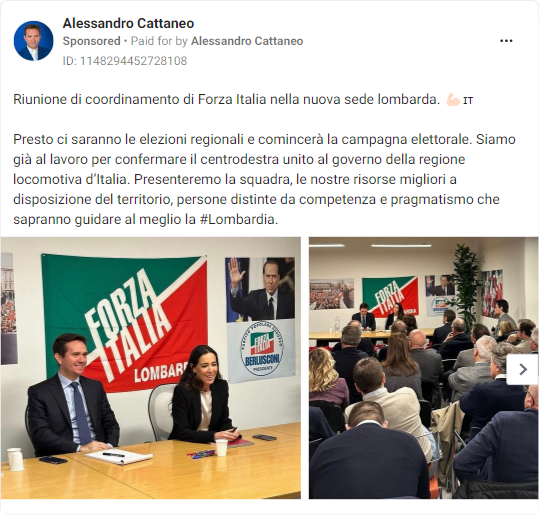 Alessandro Cattaneo
Sponsored • Paid for by Alessandro Cattaneo
ID: 1148294452728108
Riunione di coordinamento di Forza Italia nella nuova sede lombarda. 💪🏻 IT
Presto ci saranno le elezioni regionali e comincerà la campagna elettorale. Siamo
già al lavoro per confermare il centrodestra unito al governo della regione
locomotiva d'Italia. Presenteremo la squadra, le nostre risorse migliori a
disposizione del territorio, persone distinte da competenza e pragmatismo che
sapranno guidare al meglio la #Lombardia.
FORZA
ITALIA
LOMBARDIA
FORZA
ITALIA
BERLUSCONI
PRESIDENTE
FORZA
ITALIA